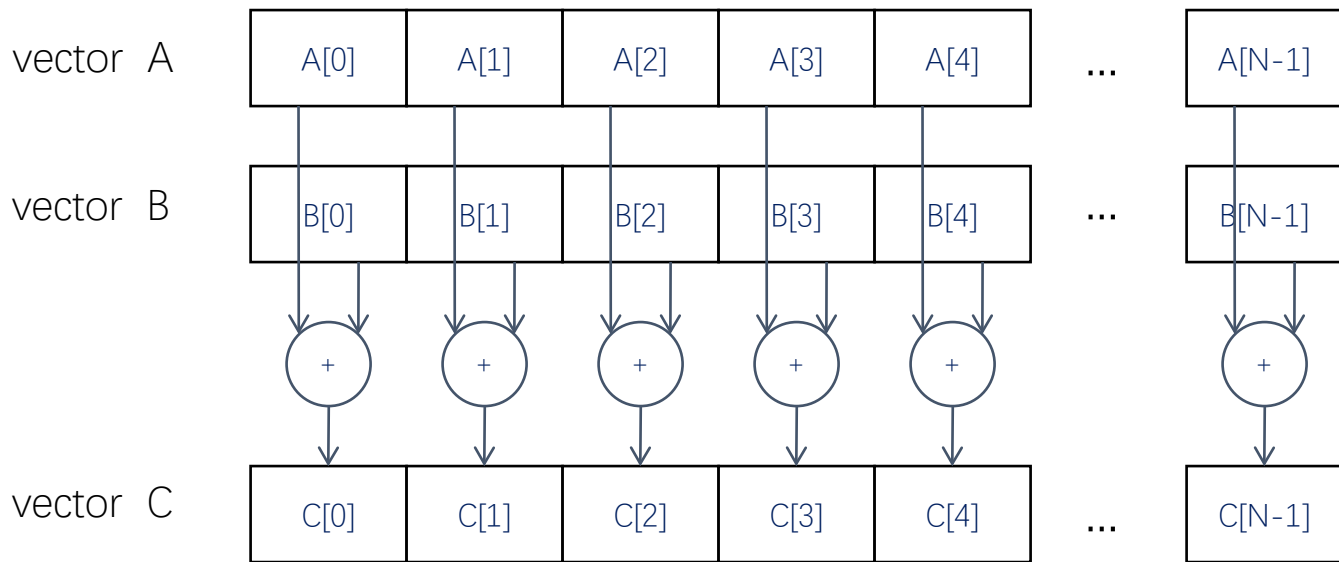 vector A A[0] A[1] A[2] A[3] A[4] ... A[N-1]
vector B B[0] B[1] B[2] B[3] B[4] ... B[N-1]
+ + + + + +
vector C C[0] C[1] C[2] C[3] C[4] ... C[N-1]